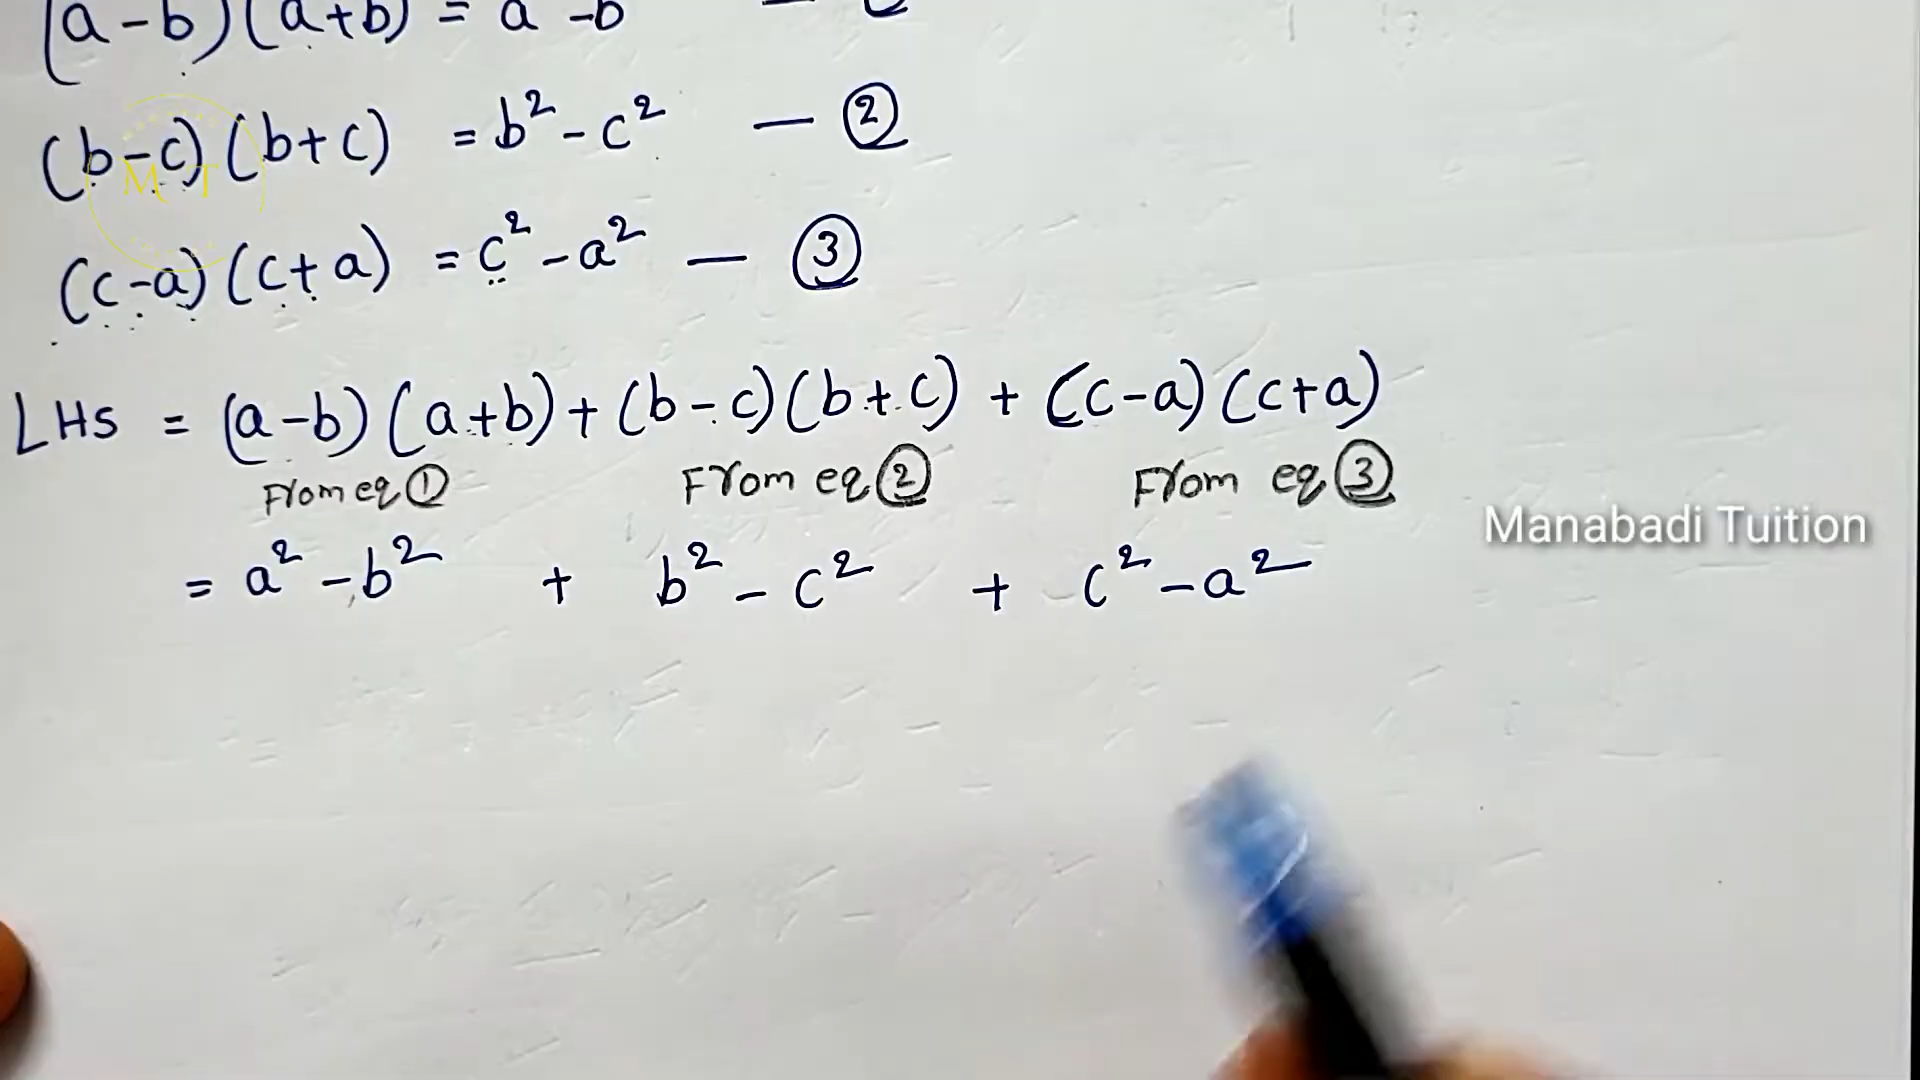 (a-b)(a+b) = a -b —
(b-c)(b+c) = b² - c² — ②
M T
(c-a)(c+a) = c² - a² — ③
LHS = (a-b)(a+b) + (b-c)(b+c) + (c-a)(c+a)
From eq ① From eq ② From eq ③
Manabadi Tuition
= a² - b² + b² - c² + c² - a²